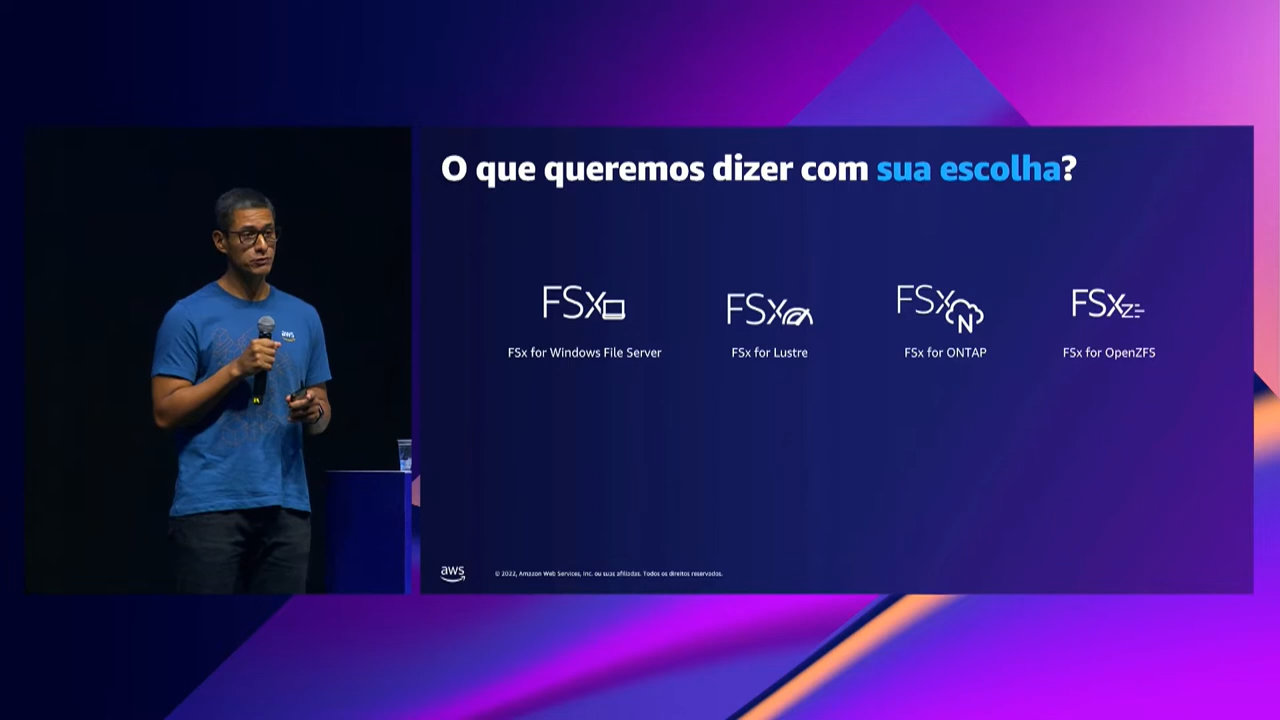 O que queremos dizer com sua escolha?
FSx
FSx
FSx N
FSx Z
FSx for Windows File Server
FSx for Lustre
FSx for ONTAP
FSx for OpenZFS
aws
aws
© 2022, Amazon Web Services, Inc. ou suas afiliadas. Todos os direitos reservados.